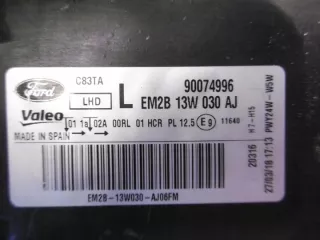 Ford
C83TA
LHD
L
90074996
EM2B 13W 030 AJ
Valeo
01 1a 02A 00RL 01 HCR PL 12.5 E9 11640
MADE IN SPAIN
EM2B-13W030-AJ06FM
H7-H15 PWY24W-W5W
20316 27/03/18 17:13